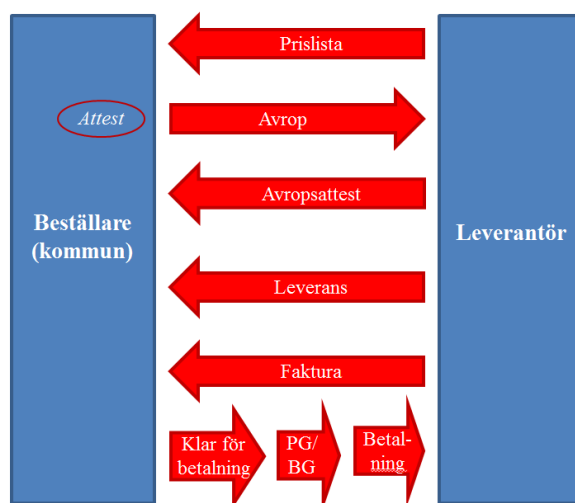 Prislista
Attest
Avrop
Avropsattest
Beställare
(kommun)
Leverantör
Leverans
Faktura
Klar för
betalning
PG/
BG
Betal-
ning